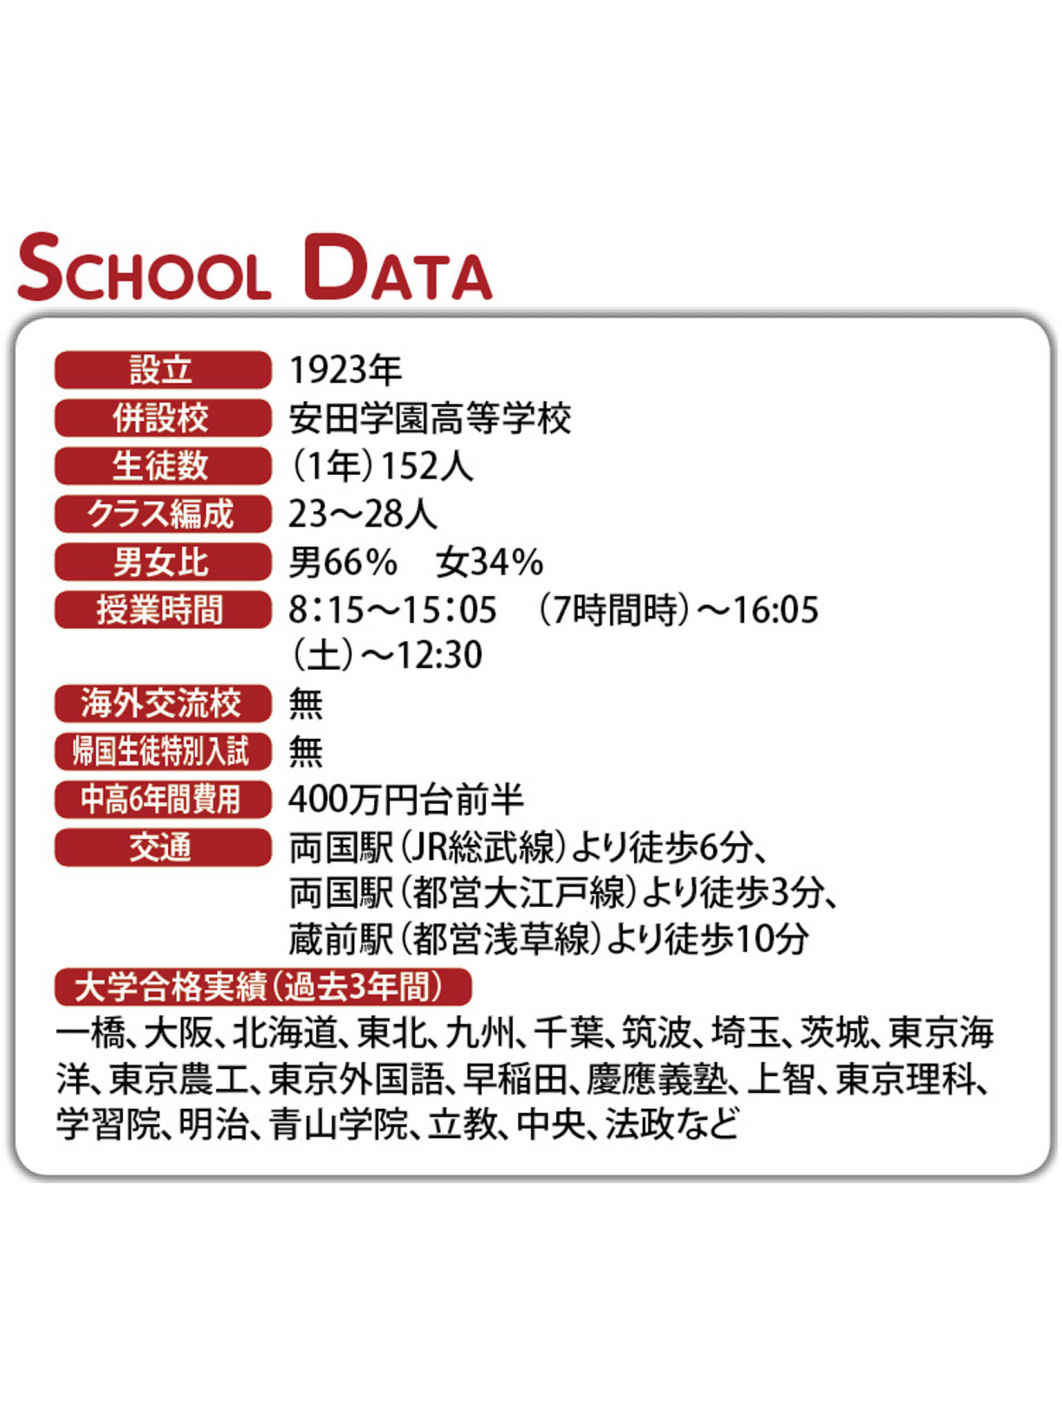 SCHOOL DATA
設立 1923年
併設校 安田学園高等学校
生徒数 （1年）152人
クラス編成 23～28人
男女比 男66%　女34%
授業時間 8：15～15：05　（7時間時）～16:05
（土）～12:30
海外交流校 無
帰国生徒特別入試 無
中高6年間費用 400万円台前半
交通 両国駅（JR総武線）より徒歩6分、
両国駅（都営大江戸線）より徒歩3分、
蔵前駅（都営浅草線）より徒歩10分
大学合格実績（過去3年間）
一橋、大阪、北海道、東北、九州、千葉、筑波、埼玉、茨城、東京海
洋、東京農工、東京外国語、早稲田、慶應義塾、上智、東京理科、
学習院、明治、青山学院、立教、中央、法政など